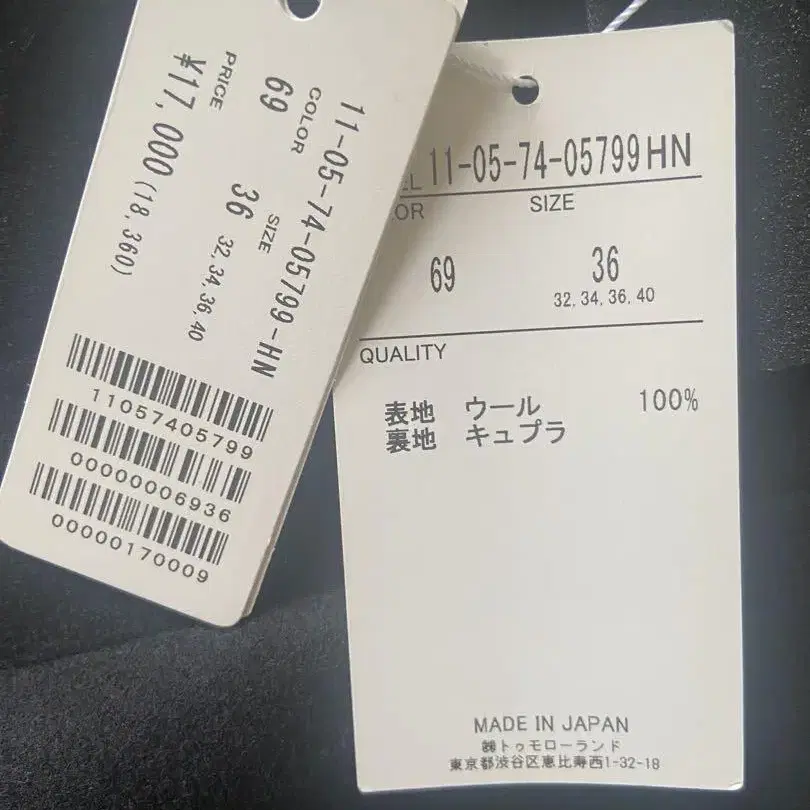 11-05-74-05799-HN
COLOR SIZE
69 36
32,34,36,40
PRICE
¥17,000(18,360)
11057405799
00000006936
00000170009
11-05-74-05799HN
SIZE
69 36
32,34,36,40
QUALITY
表地 ウール 100%
裏地 キュプラ
MADE IN JAPAN
㈱トゥモローランド
東京都渋谷区恵比寿西1-32-18